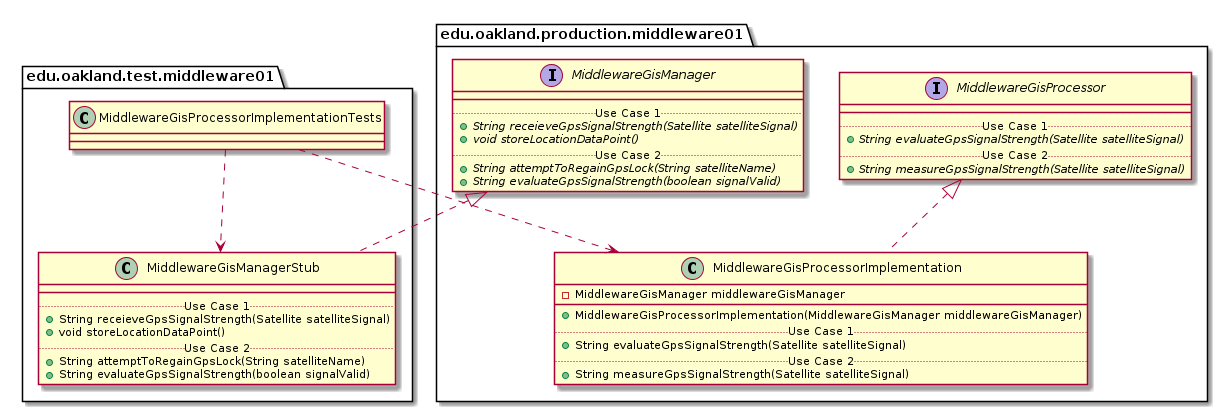 edu.oakland.production.middleware01
edu.oakland.test.middleware01
C MiddlewareGisProcessorImplementationTests
I MiddlewareGisManager
Use Case 1
String receieveGpsSignalStrength(Satellite satelliteSignal)
void storeLocationDataPoint()
Use Case 2
String attemptToRegainGpsLock(String satelliteName)
String evaluateGpsSignalStrength(boolean signalValid)
I MiddlewareGisProcessor
Use Case 1
String evaluateGpsSignalStrength(Satellite satelliteSignal)
Use Case 2
String measureGpsSignalStrength(Satellite satelliteSignal)
C MiddlewareGisManagerStub
Use Case 1
String receieveGpsSignalStrength(Satellite satelliteSignal)
void storeLocationDataPoint()
Use Case 2
String attemptToRegainGpsLock(String satelliteName)
String evaluateGpsSignalStrength(boolean signalValid)
C MiddlewareGisProcessorImplementation
MiddlewareGisManager middlewareGisManager
MiddlewareGisProcessorImplementation(MiddlewareGisManager middlewareGisManager)
Use Case 1
String evaluateGpsSignalStrength(Satellite satelliteSignal)
Use Case 2
String measureGpsSignalStrength(Satellite satelliteSignal)